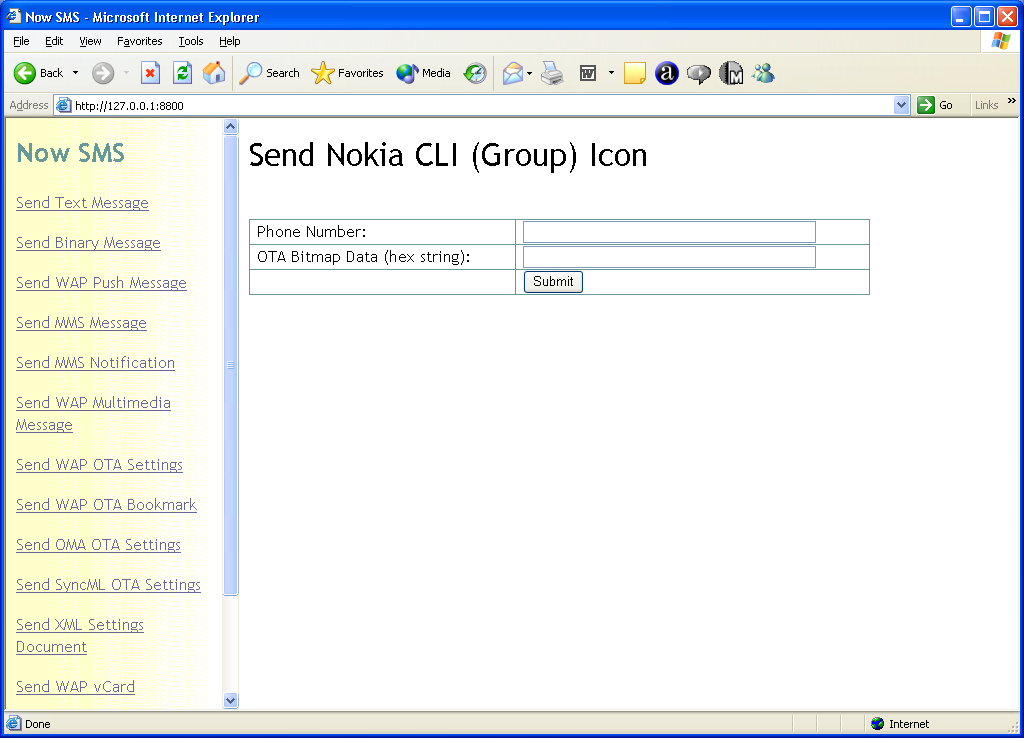 Now SMS - Microsoft Internet Explorer
File Edit View Favorites Tools Help
Back Search Favorites Media
Address http://127.0.0.1:8800 Go Links »
Now SMS
Send Text Message
Send Binary Message
Send WAP Push Message
Send MMS Message
Send MMS Notification
Send WAP Multimedia
Message
Send WAP OTA Settings
Send WAP OTA Bookmark
Send OMA OTA Settings
Send SyncML OTA Settings
Send XML Settings
Document
Send WAP vCard
Send Nokia CLI (Group) Icon
Phone Number:
OTA Bitmap Data (hex string):
Submit
Done Internet